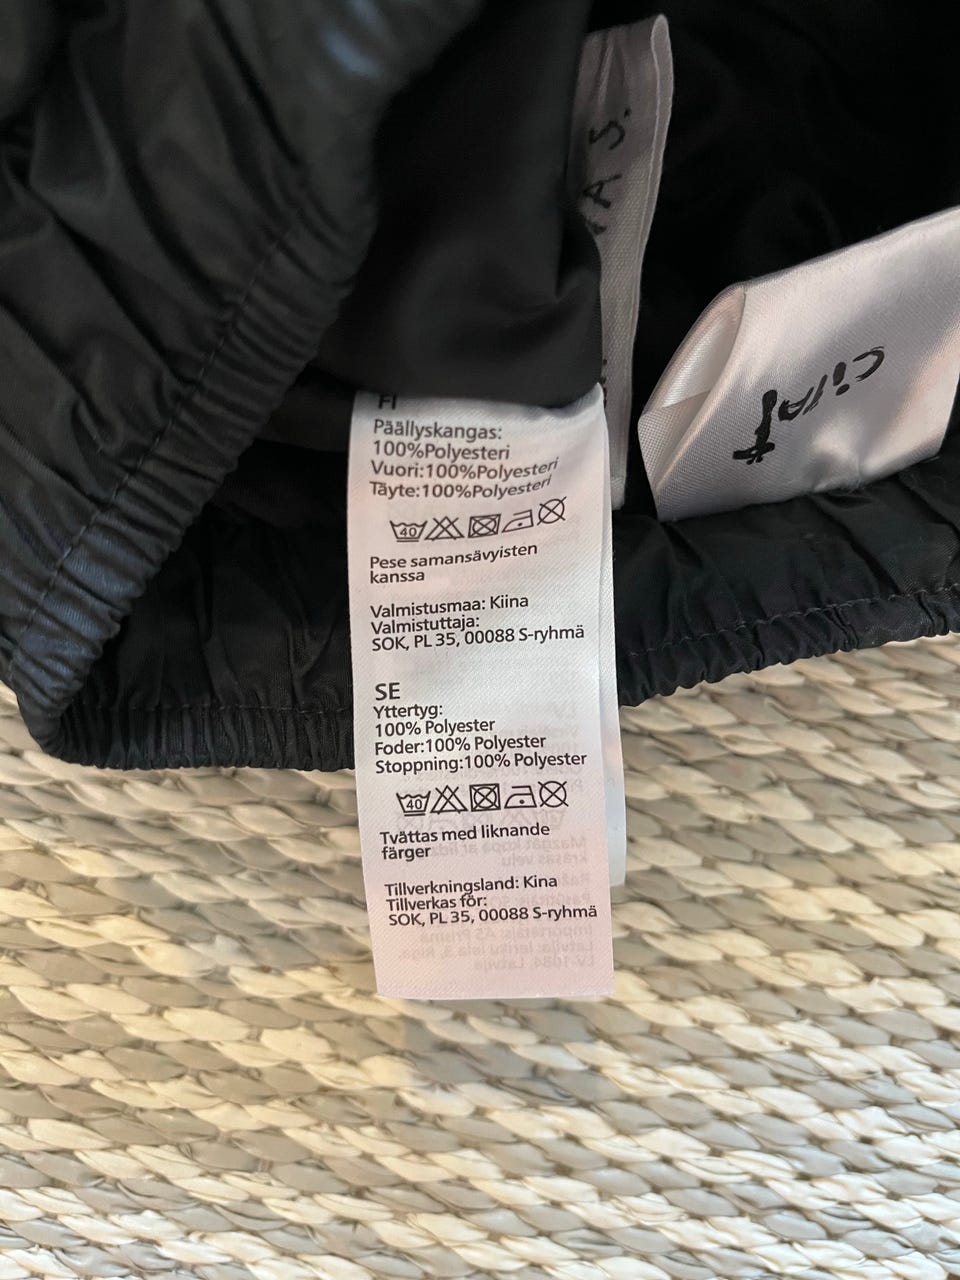 FI
Päällyskangas:
100%Polyesteri
Vuori:100%Polyesteri
Täyte:100%Polyesteri
40
Pese samansävyisten
kanssa
Valmistusmaa: Kiina
Valmistuttaja:
SOK, PL 35, 00088 S-ryhmä
SE
Yttertyg:
100% Polyester
Foder:100% Polyester
Stoppning:100% Polyester
40
Tvättas med liknande
färger
Tillverkningsland: Kina
Tillverkas för:
SOK, PL 35, 00088 S-ryhmä